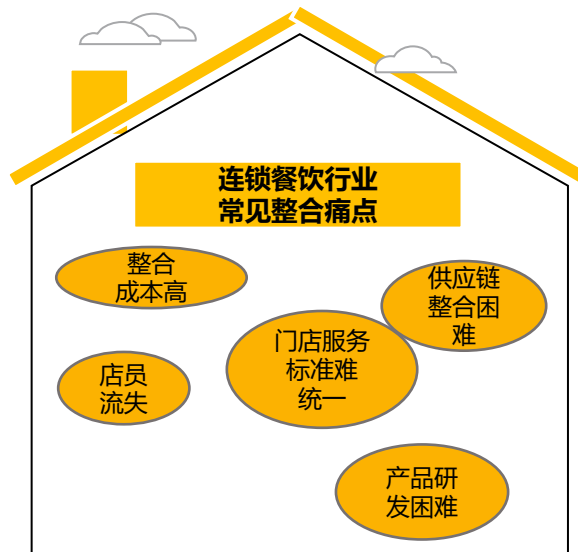 连锁餐饮行业
常见整合痛点
整合
成本高
供应链
整合困
难
门店服务
标准难
统一
店员
流失
产品研
发困难